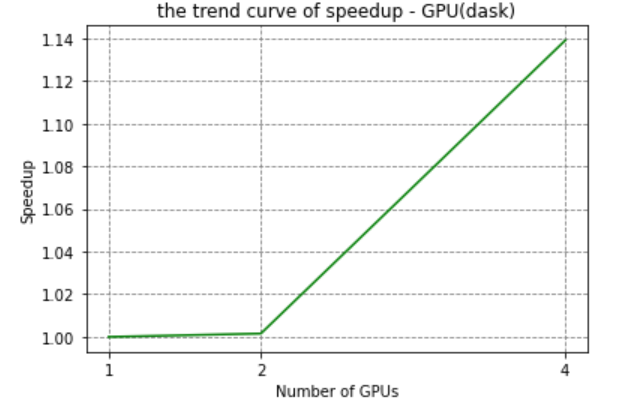 the trend curve of speedup - GPU(dask)
1.14
1.12
1.10
1.08
1.06
1.04
1.02
1.00
Speedup
1 2 4
Number of GPUs